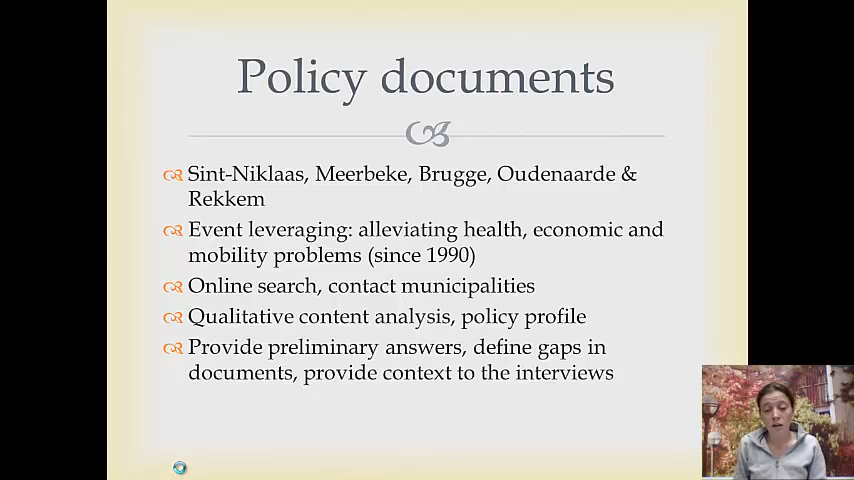 Policy documents
Sint-Niklaas, Meerbeke, Brugge, Oudenaarde &
Rekkem
Event leveraging: alleviating health, economic and
mobility problems (since 1990)
Online search, contact municipalities
Qualitative content analysis, policy profile
Provide preliminary answers, define gaps in
documents, provide context to the interviews